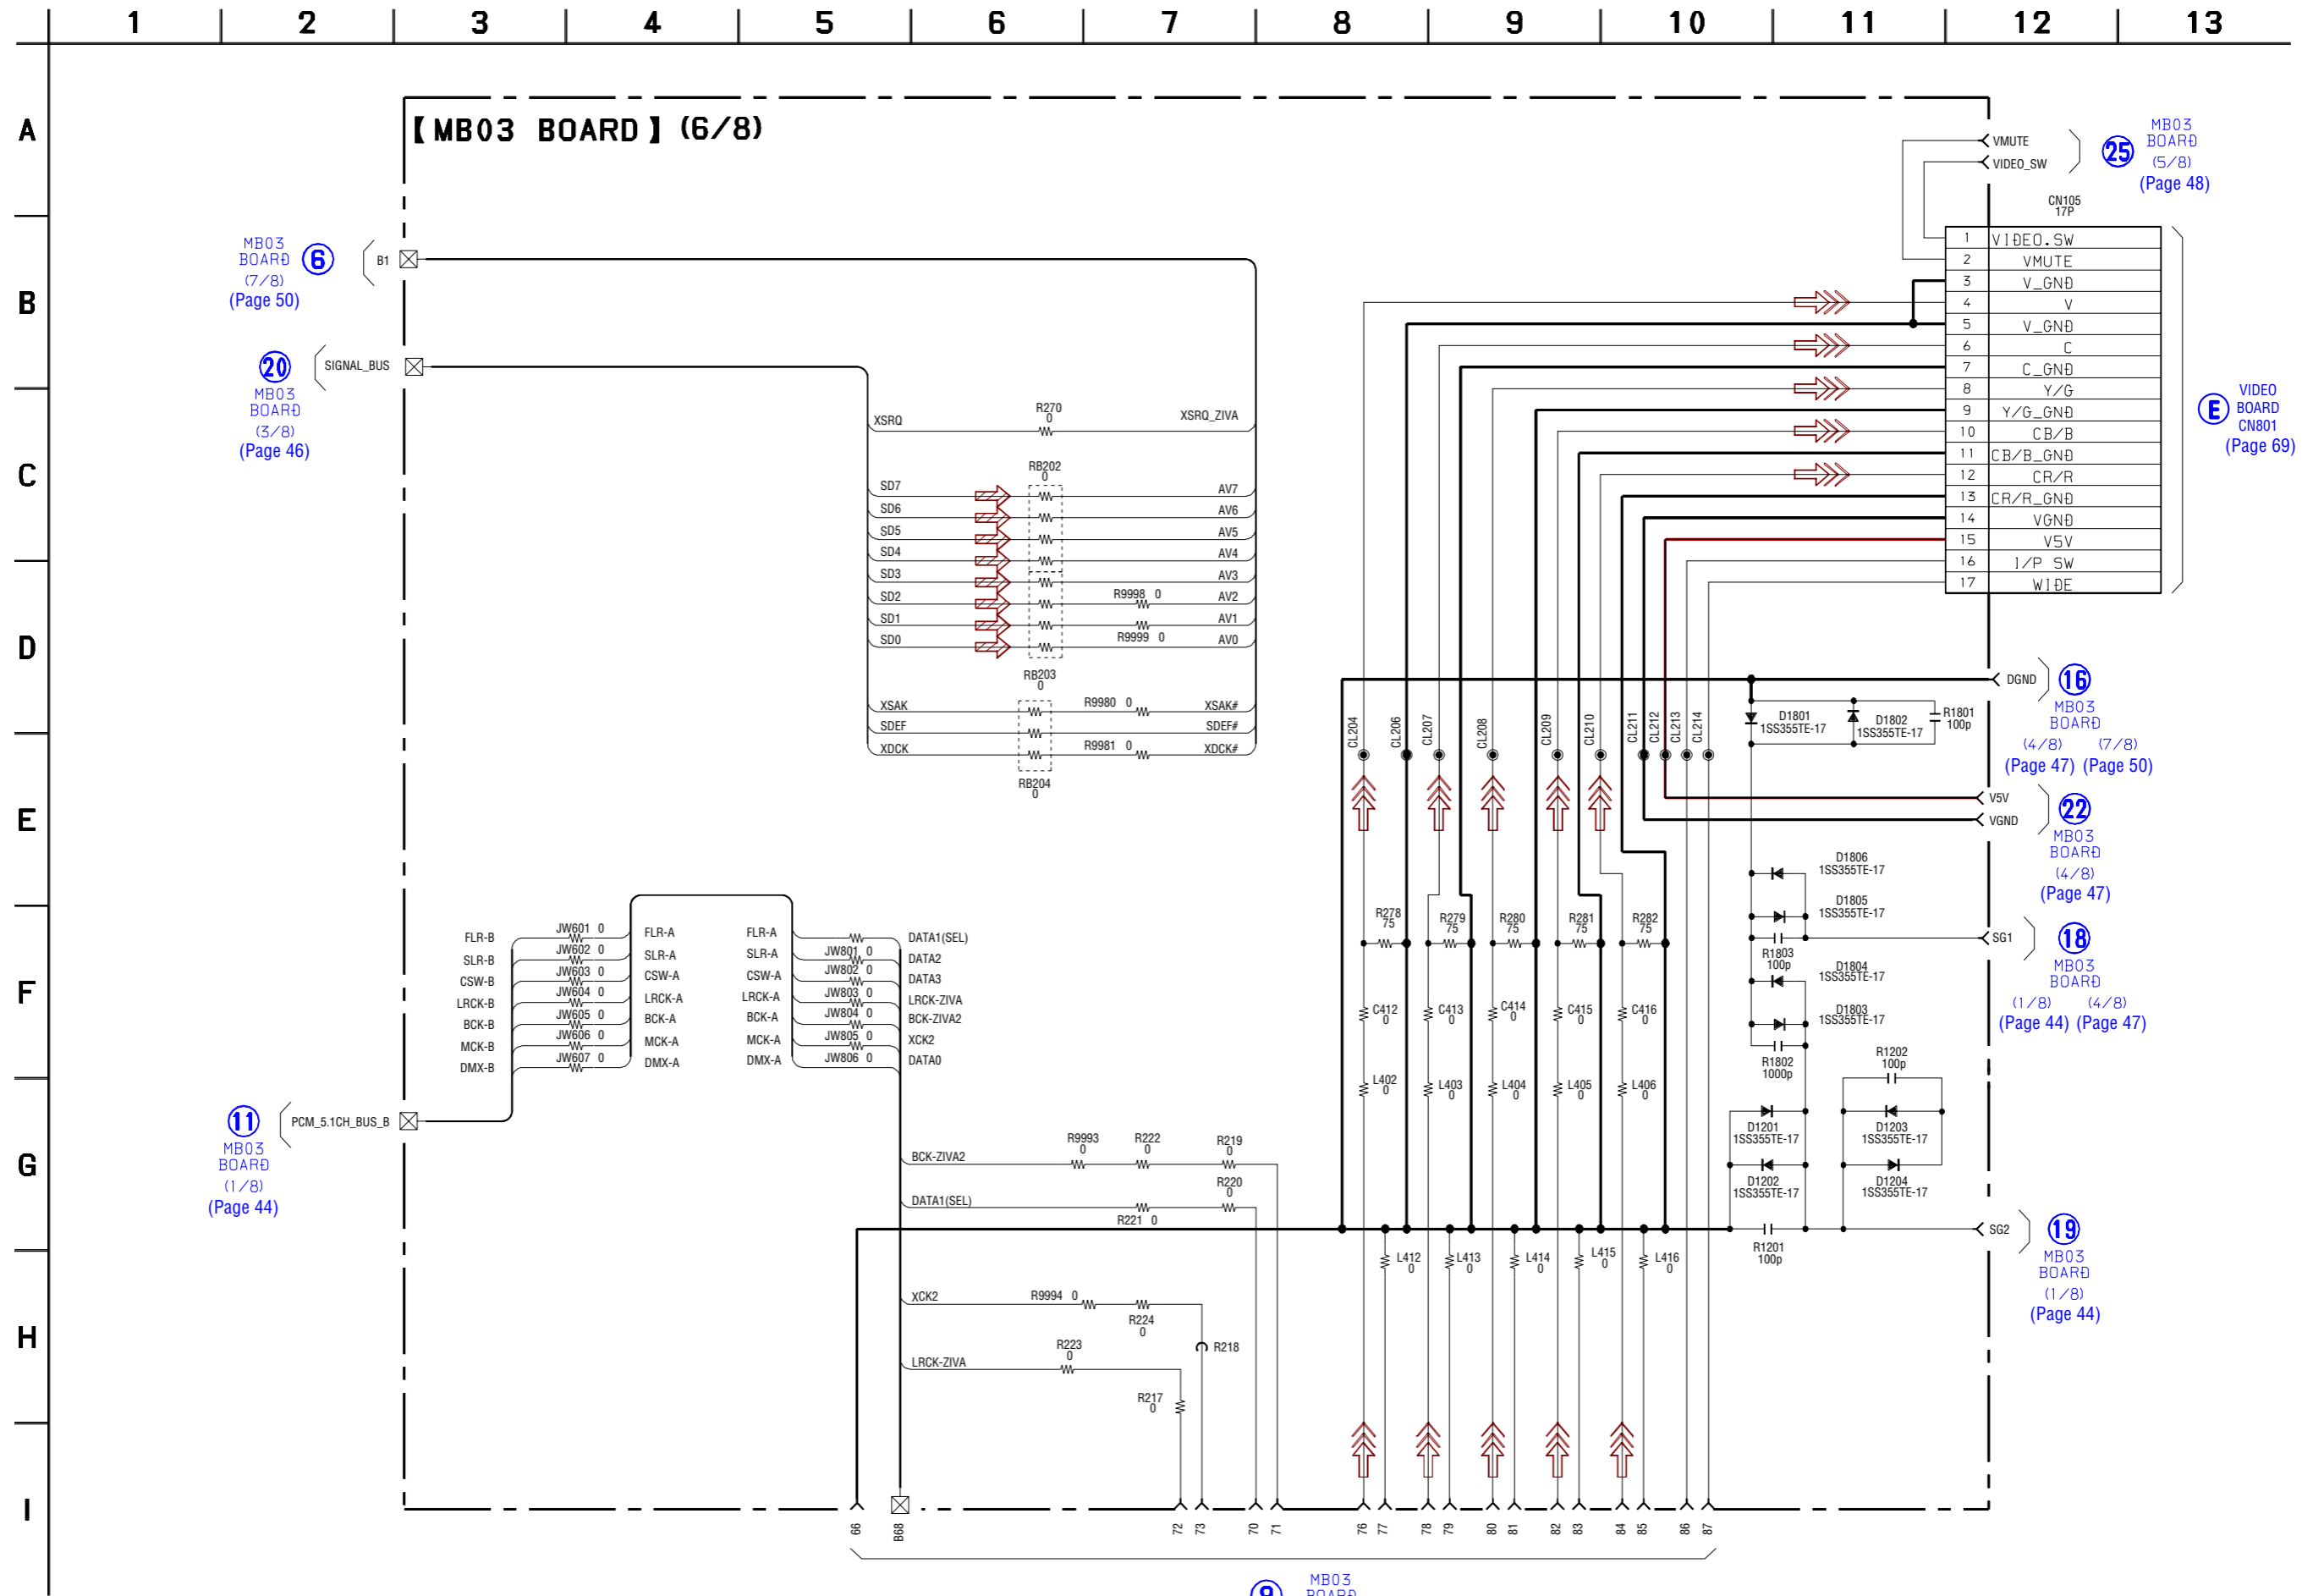 1 2 3 4 5 6 7 8 9 10 11 12 13
A
B
C
D
E
F
G
H
I
【MB03 BOARD】(6/8)
VMUTE
VIDEO_SW
25
MB03
BOARD
(5/8)
(Page 48)
CN105
17P
1 VIDEO.SW
2 VMUTE
3 V_GND
4 V
5 V_GND
6 C
7 C_GND
8 Y/G
9 Y/G_GND
10 CB/B
11 CB/B_GND
12 CR/R
13 CR/R_GND
14 VGND
15 V5V
16 I/P SW
17 WIDE
E
VIDEO
BOARD
CN801
(Page 69)
MB03
BOARD
(7/8)
(Page 50)
6
B1
20
MB03
BOARD
(3/8)
(Page 46)
SIGNAL_BUS
XSRQ
R270
0
XSRQ_ZIVA
RB202
0
SD7 AV7
SD6 AV6
SD5 AV5
SD4 AV4
SD3 AV3
SD2 R9998 0 AV2
SD1 AV1
R9999 0
SD0 AV0
RB203
0
XSAK R9980 0 XSAK#
SDEF SDEF#
XDCK R9981 0 XDCK#
RB204
0
CL204
CL206
CL207
CL208
CL209
CL210
CL211
CL212
CL213
CL214
DGND
16
MB03
BOARD
(4/8) (7/8)
(Page 47) (Page 50)
D1801
1SS355TE-17
D1802
1SS355TE-17
R1801
100p
V5V
VGND
22
MB03
BOARD
(4/8)
(Page 47)
D1806
1SS355TE-17
D1805
1SS355TE-17
R1803
100p
SG1
18
MB03
BOARD
(1/8) (4/8)
(Page 44) (Page 47)
D1804
1SS355TE-17
D1803
1SS355TE-17
R1802
1000p
R1202
100p
D1201
1SS355TE-17
D1203
1SS355TE-17
D1202
1SS355TE-17
D1204
1SS355TE-17
R1201
100p
SG2
19
MB03
BOARD
(1/8)
(Page 44)
R278
75
R279
75
R280
75
R281
75
R282
75
C412
0
C413
0
C414
0
C415
0
C416
0
L402
0
L403
0
L404
0
L405
0
L406
0
L412
0
L413
0
L414
0
L415
0
L416
0
FLR-B JW601 0 FLR-A
SLR-B JW602 0 SLR-A
CSW-B JW603 0 CSW-A
LRCK-B JW604 0 LRCK-A
BCK-B JW605 0 BCK-A
MCK-B JW606 0 MCK-A
DMX-B JW607 0 DMX-A
FLR-A DATA1(SEL)
SLR-A JW801 0 DATA2
CSW-A JW802 0 DATA3
LRCK-A JW803 0 LRCK-ZIVA
BCK-A JW804 0 BCK-ZIVA2
MCK-A JW805 0 XCK2
DMX-A JW806 0 DATA0
11
MB03
BOARD
(1/8)
(Page 44)
PCM_5.1CH_BUS_B
BCK-ZIVA2
R9993
0
R222
0
R219
0
DATA1(SEL)
R220
0
R221 0
XCK2
R9994 0
R224
0
R218
LRCK-ZIVA
R223
0
R217
0
66
B68
72
73
70
71
76
77
78
79
80
81
82
83
84
85
86
87
9
MB03
BOARD